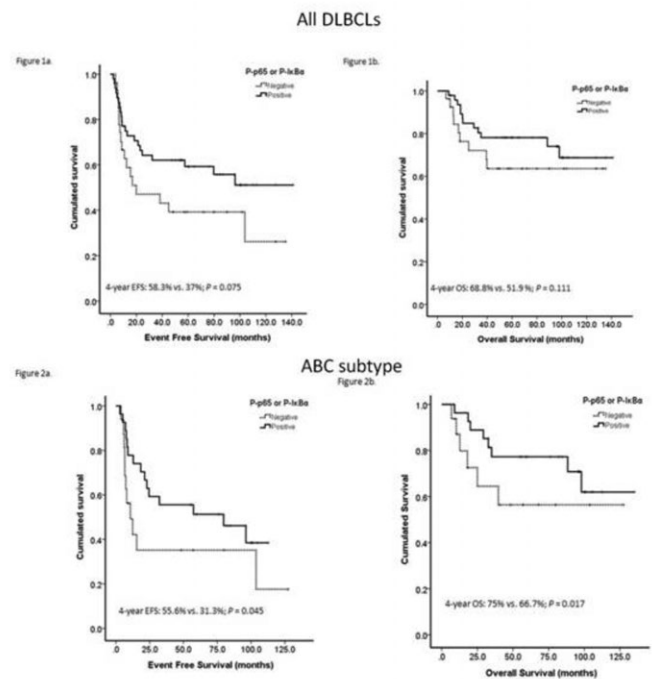 All DLBCLs
Figure 1a.
P-p65 or P-IκBα
Negative
Positive
1.0
0.8
0.6
0.4
0.2
0.0
Cumulated survival
4-year EFS: 58.3% vs. 37%; P = 0.075
.0 20.0 40.0 60.0 80.0 100.0 120.0 140.0
Event Free Survival (months)
Figure 1b.
P-p65 or P-IκBα
Negative
Positive
1.0
0.8
0.6
0.4
0.2
0.0
Cumulated survival
4-year OS: 68.8% vs. 51.9 %; P = 0.111
.0 20.0 40.0 60.0 80.0 100.0 120.0 140.0
Overall Survival (months)
ABC subtype
Figure 2a.
P-p65 or P-IκBα
Negative
Positive
1.0
0.8
0.6
0.4
0.2
0.0
Cumulated survival
4-year EFS: 55.6% vs. 31.3%; P = 0.045
.0 25.0 50.0 75.0 100.0 125.0
Event Free Survival (months)
Figure 2b.
P-p65 or P-IκBα
Negative
Positive
1.0
0.8
0.6
0.4
0.2
0.0
Cumulated survival
4-year OS: 75% vs. 66.7%; P = 0.017
.0 25.0 50.0 75.0 100.0 125.0
Overall Survival (months)